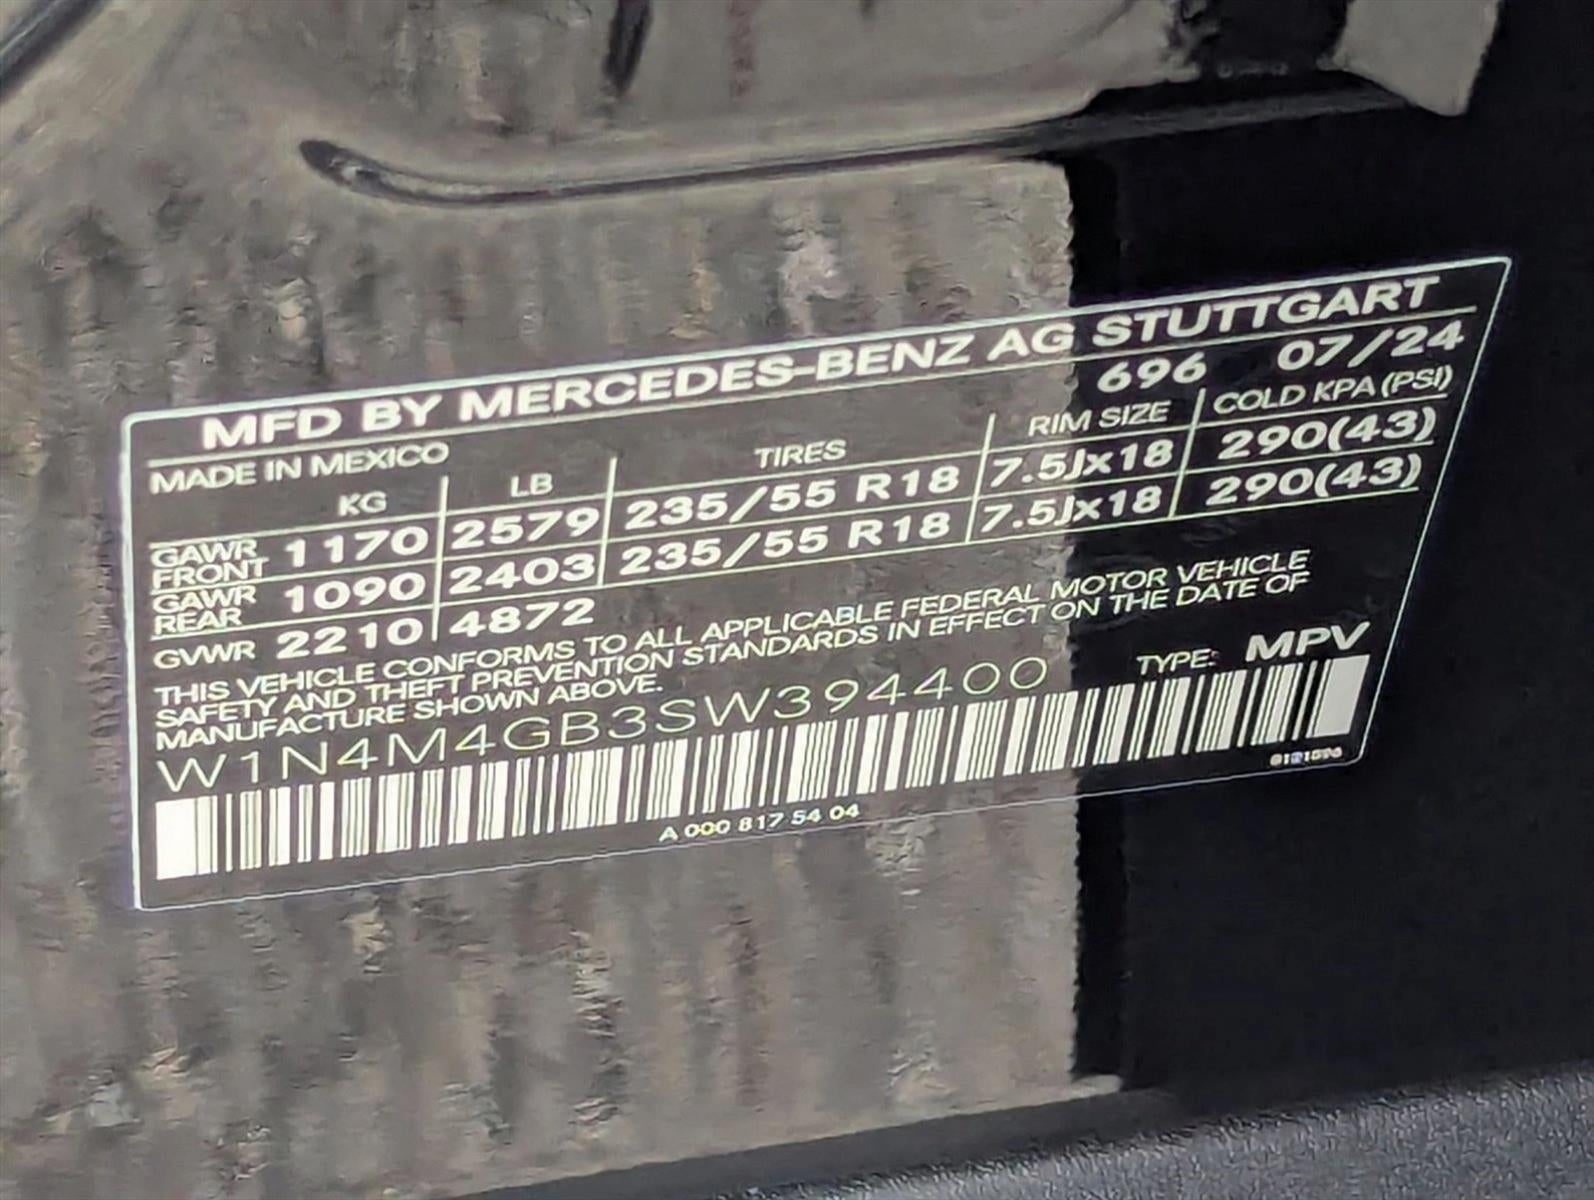 MFD BY MERCEDES-BENZ AG STUTTGART
MADE IN MEXICO 696 07/24
KG LB TIRES RIM SIZE COLD KPA (PSI)
GAWR FRONT 1170 2579 235/55 R18 7.5Jx18 290(43)
GAWR REAR 1090 2403 235/55 R18 7.5Jx18 290(43)
GVWR 2210 4872
THIS VEHICLE CONFORMS TO ALL APPLICABLE FEDERAL MOTOR VEHICLE
SAFETY AND THEFT PREVENTION STANDARDS IN EFFECT ON THE DATE OF
MANUFACTURE SHOWN ABOVE.
W1N4M4GB3SW394400 TYPE: MPV
A 000 817 54 04